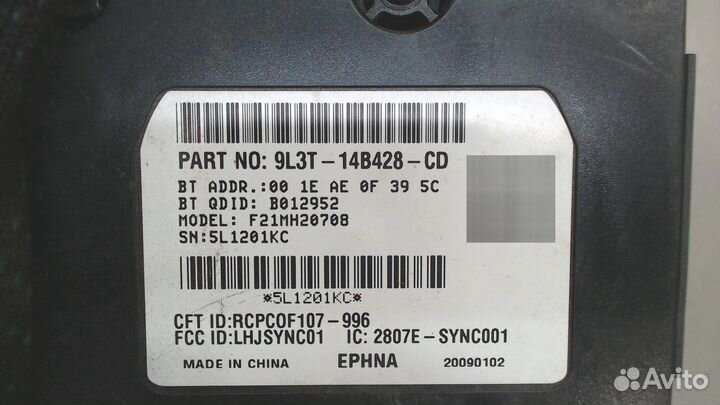 PART NO: 9L3T-14B428-CD
BT ADDR.:00 1E AE 0F 39 5C
BT QDID: B012952
MODEL: F21MH20708
SN:5L1201KC
*5L1201KC*
CFT ID:RCPCOF107-996
FCC ID:LHJSYNC01 IC: 2807E-SYNC001
MADE IN CHINA EPHNA 20090102
Avito